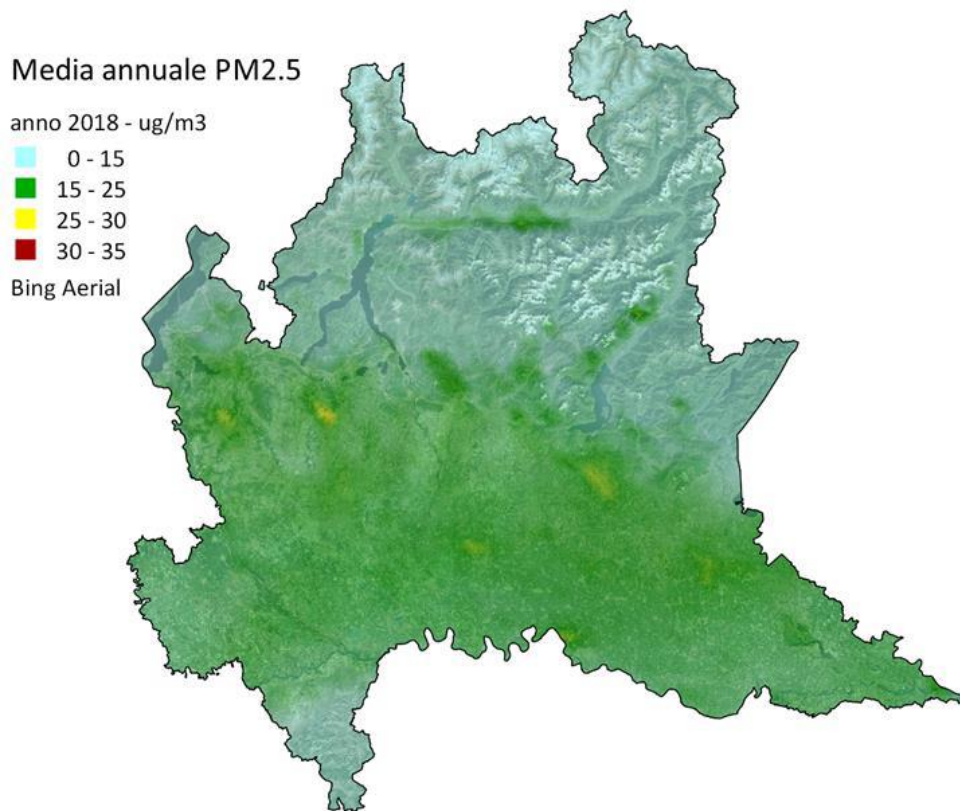 Media annuale PM2.5
anno 2018 - ug/m3
0 - 15
15 - 25
25 - 30
30 - 35
Bing Aerial